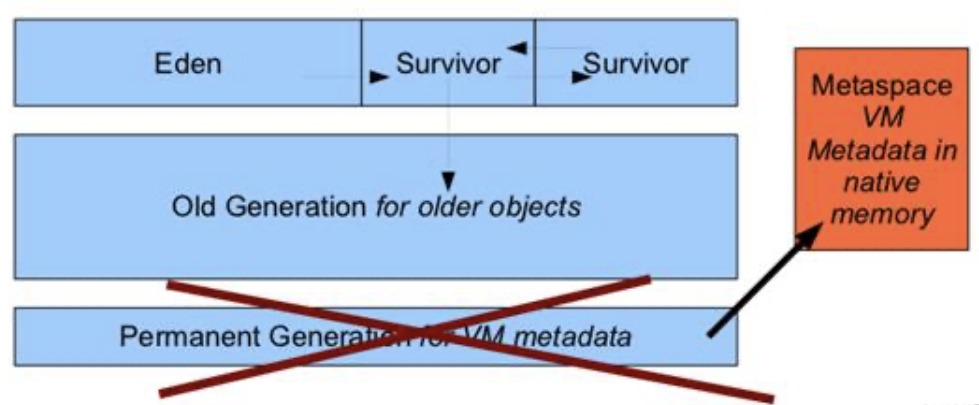 Eden
Survivor
Survivor
Old Generation for older objects
Permanent Generation for VM metadata
Metaspace
VM
Metadata in
native
memory